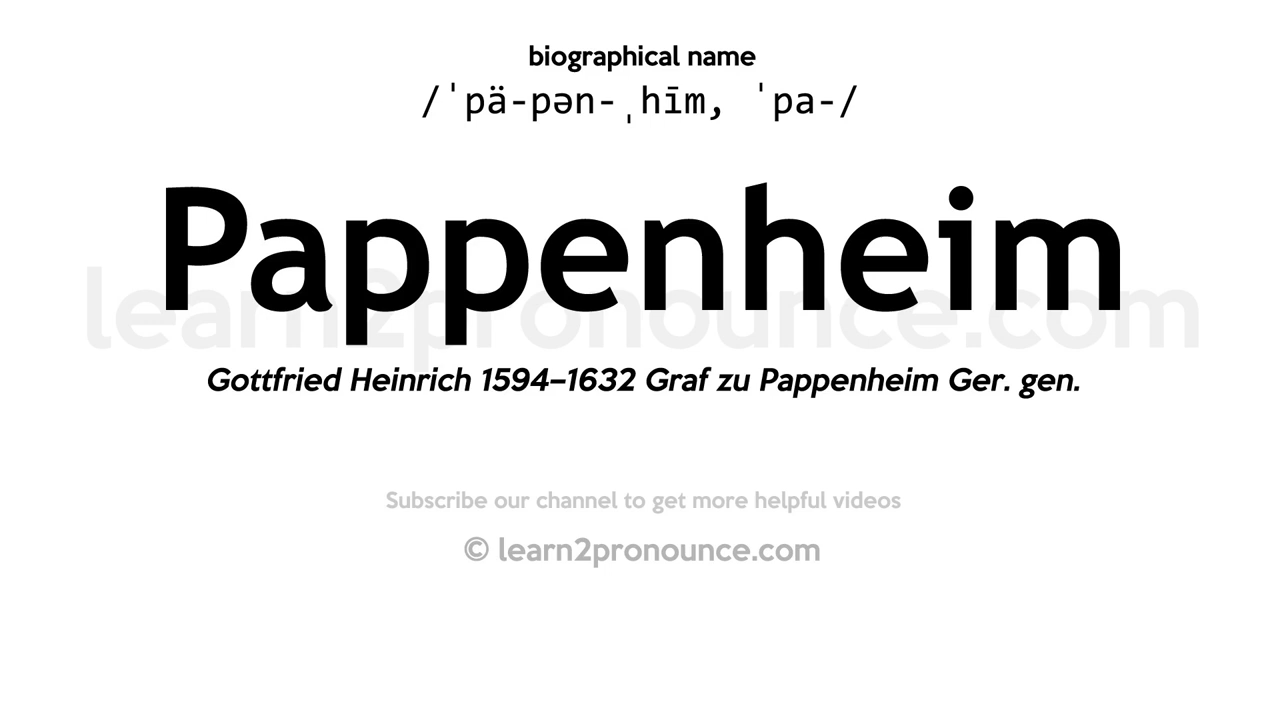 biographical name
/ˈpä-pən-ˌhīm, ˈpa-/
Pappenheim
learn2pronounce.com
Gottfried Heinrich 1594–1632 Graf zu Pappenheim Ger. gen.
Subscribe our channel to get more helpful videos
© learn2pronounce.com